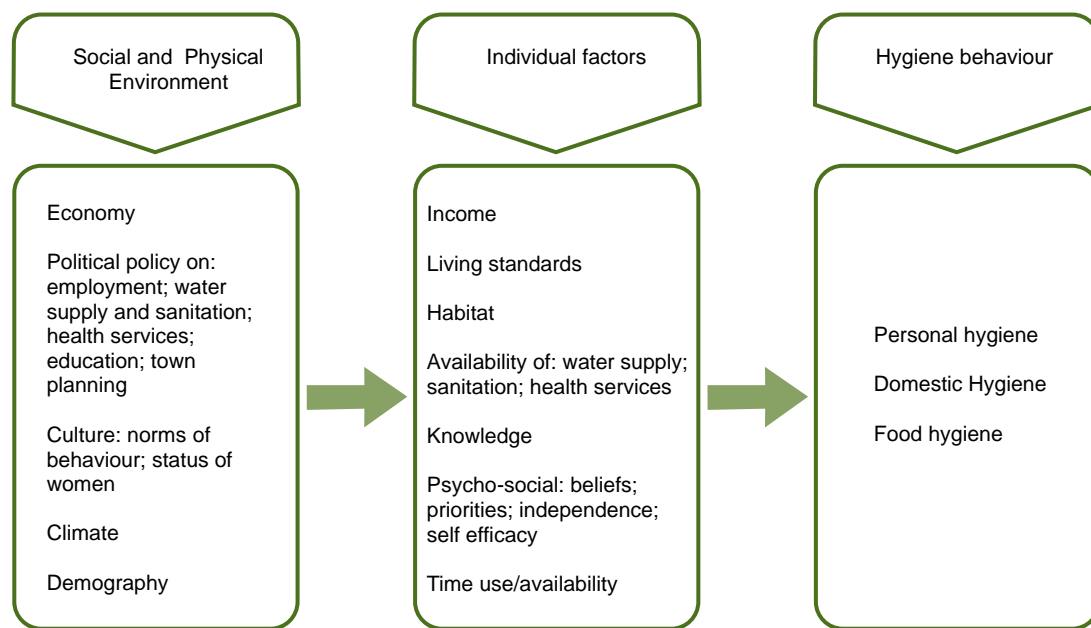 Social and Physical
Environment
Individual factors
Hygiene behaviour
Economy
Political policy on:
employment; water
supply and sanitation;
health services;
education; town
planning
Culture: norms of
behaviour; status of
women
Climate
Demography
Income
Living standards
Habitat
Availability of: water supply;
sanitation; health services
Knowledge
Psycho-social: beliefs;
priorities; independence;
self efficacy
Time use/availability
Personal hygiene
Domestic Hygiene
Food hygiene